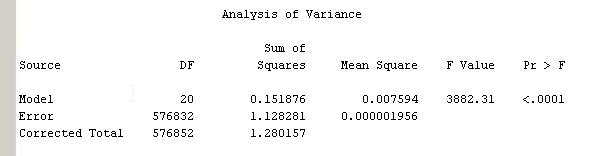 Analysis of Variance
Sum of
Source DF Squares Mean Square F Value Pr > F
Model 20 0.151876 0.007594 3882.31 <.0001
Error 576832 1.128281 0.000001956
Corrected Total 576852 1.280157